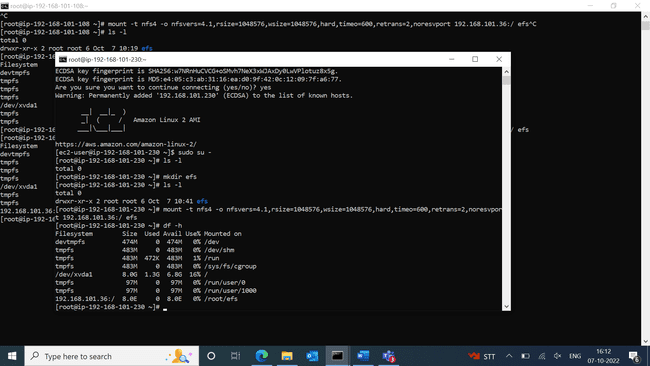 root@ip-192-168-101-108:~
^C
[root@ip-192-168-101-108 ~]# mount -t nfs4 -o nfsvers=4.1,rsize=1048576,wsize=1048576,hard,timeo=600,retrans=2,noresvport 192.168.101.36:/ efs^C
[root@ip-192-168-101-108 ~]# ls -l
total 0
drwxr-xr-x 2 root root 6 Oct  7 10:19 efs
[root@ip-192-16
Filesystem
devtmpfs
tmpfs
tmpfs
tmpfs
/dev/xvda1
tmpfs
tmpfs
[root@ip-192-16
/ efs
[root@ip-192-16
Filesystem
devtmpfs
tmpfs
tmpfs
tmpfs
/dev/xvda1
tmpfs
192.168.101.36:
[root@ip-192-16
root@ip-192-168-101-230:~
ECDSA key fingerprint is SHA256:w7NRnHuCVCO+oSMvh7NeX3xWJAxDy0LwVPlotuz8x5g.
ECDSA key fingerprint is MD5:e4:05:c3:ab:31:16:ea:d0:9f:42:0c:12:09:7f:a6:77.
Are you sure you want to continue connecting (yes/no)? yes
Warning: Permanently added '192.168.101.230' (ECDSA) to the list of known hosts.
Amazon Linux 2 AMI
https://aws.amazon.com/amazon-linux-2/
[ec2-user@ip-192-168-101-230 ~]$ sudo su -
[root@ip-192-168-101-230 ~]# ls -l
total 0
[root@ip-192-168-101-230 ~]# mkdir efs
[root@ip-192-168-101-230 ~]# ls -l
total 0
drwxr-xr-x 2 root root 6 Oct  7 10:41 efs
[root@ip-192-168-101-230 ~]# mount -t nfs4 -o nfsvers=4.1,rsize=1048576,wsize=1048576,hard,timeo=600,retrans=2,noresvpor
t 192.168.101.36:/ efs
[root@ip-192-168-101-230 ~]# df -h
Filesystem Size Used Avail Use% Mounted on
devtmpfs 474M 0 474M 0% /dev
tmpfs 483M 0 483M 0% /dev/shm
tmpfs 483M 472K 483M 1% /run
tmpfs 483M 0 483M 0% /sys/fs/cgroup
/dev/xvda1 8.0G 1.3G 6.8G 16% /
tmpfs 97M 0 97M 0% /run/user/0
tmpfs 97M 0 97M 0% /run/user/1000
192.168.101.36:/ 8.0E 0 8.0E 0% /root/efs
[root@ip-192-168-101-230 ~]#
Type here to search
STT
ENG
16:12
07-10-2022